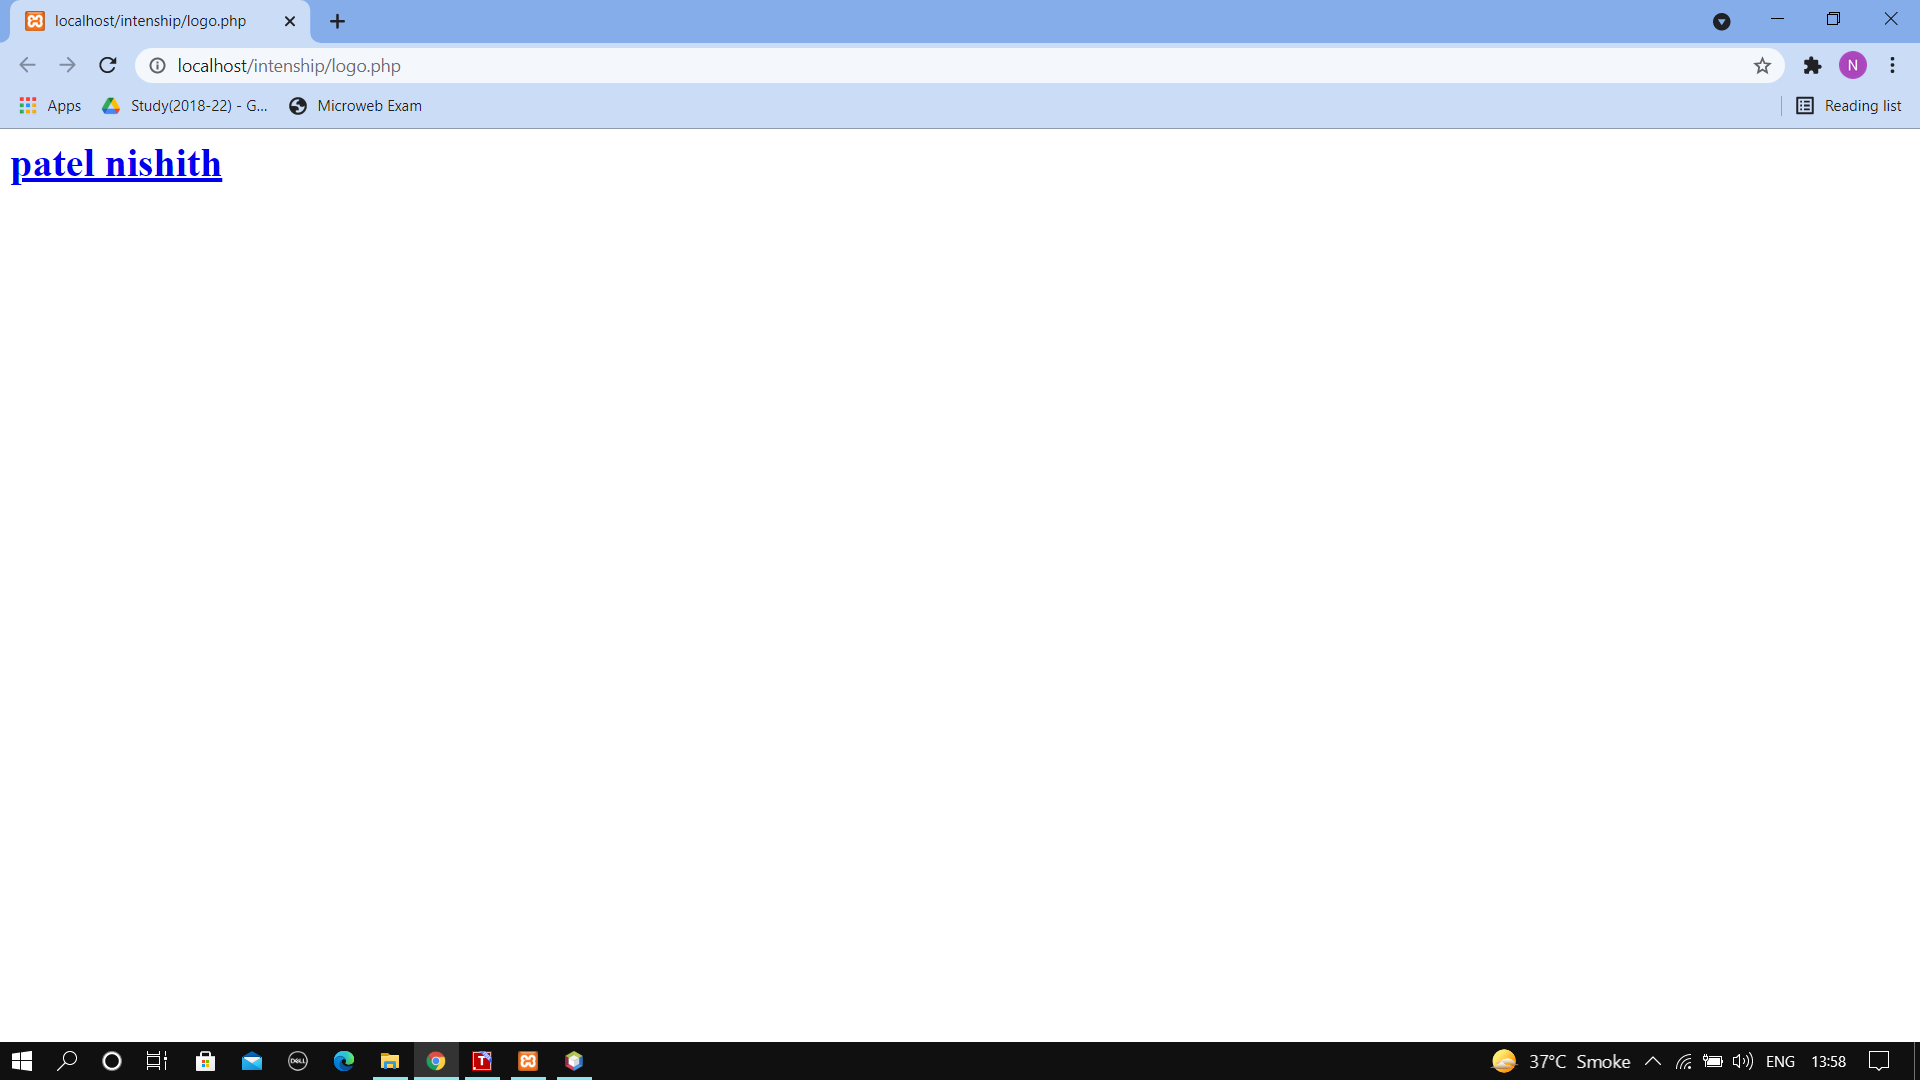 localhost/intenship/logo.php
localhost/intenship/logo.php
Apps
Study(2018-22) - G...
Microweb Exam
Reading list
N
patel nishith
DELL
T
37°C Smoke
ENG
13:58